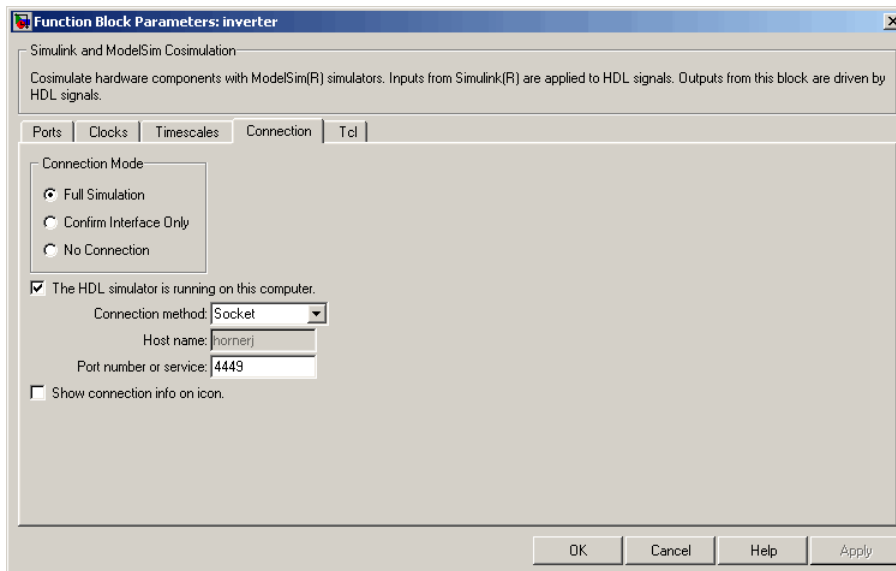 Function Block Parameters: inverter
Simulink and ModelSim Cosimulation
Cosimulate hardware components with ModelSim(R) simulators. Inputs from Simulink(R) are applied to HDL signals. Outputs from this block are driven by
HDL signals.
Ports Clocks Timescales Connection Tcl
Connection Mode
Full Simulation
Confirm Interface Only
No Connection
The HDL simulator is running on this computer.
Connection method: Socket
Host name: hornerj
Port number or service: 4449
Show connection info on icon.
OK Cancel Help Apply